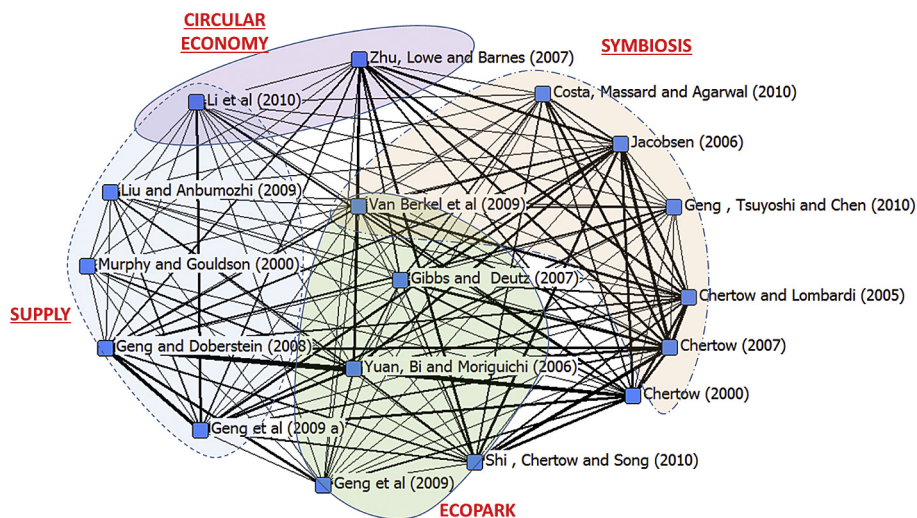 CIRCULAR
ECONOMY
Zhu, Lowe and Barnes (2007)
SYMBIOSIS
Li et al (2010)
Costa, Massard and Agarwal (2010)
Jacobsen (2006)
Liu and Anbumozhi (2009)
Van Berkel et al (2009)
Geng , Tsuyoshi and Chen (2010)
Murphy and Gouldson (2000)
Gibbs and Deutz (2007)
Chertow and Lombardi (2005)
SUPPLY
Geng and Doberstein (2008)
Chertow (2007)
Yuan, Bi and Moriguichi (2006)
Chertow (2000)
Geng et al (2009 a)
Shi , Chertow and Song (2010)
Geng et al (2009)
ECOPARK